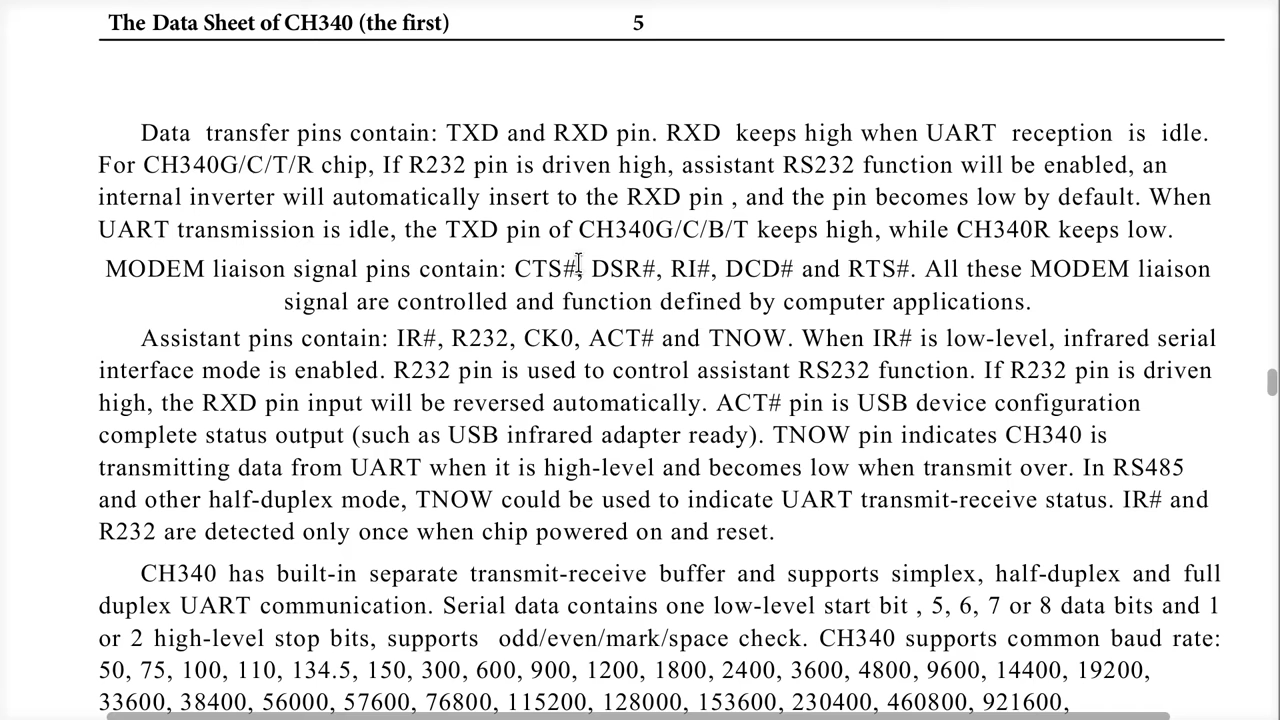 The Data Sheet of CH340 (the first) 5
Data transfer pins contain: TXD and RXD pin. RXD keeps high when UART reception is idle.
For CH340G/C/T/R chip, If R232 pin is driven high, assistant RS232 function will be enabled, an
internal inverter will automatically insert to the RXD pin , and the pin becomes low by default. When
UART transmission is idle, the TXD pin of CH340G/C/B/T keeps high, while CH340R keeps low.
MODEM liaison signal pins contain: CTS#, DSR#, RI#, DCD# and RTS#. All these MODEM liaison
signal are controlled and function defined by computer applications.
Assistant pins contain: IR#, R232, CK0, ACT# and TNOW. When IR# is low-level, infrared serial
interface mode is enabled. R232 pin is used to control assistant RS232 function. If R232 pin is driven
high, the RXD pin input will be reversed automatically. ACT# pin is USB device configuration
complete status output (such as USB infrared adapter ready). TNOW pin indicates CH340 is
transmitting data from UART when it is high-level and becomes low when transmit over. In RS485
and other half-duplex mode, TNOW could be used to indicate UART transmit-receive status. IR# and
R232 are detected only once when chip powered on and reset.
CH340 has built-in separate transmit-receive buffer and supports simplex, half-duplex and full
duplex UART communication. Serial data contains one low-level start bit , 5, 6, 7 or 8 data bits and 1
or 2 high-level stop bits, supports odd/even/mark/space check. CH340 supports common baud rate:
50, 75, 100, 110, 134.5, 150, 300, 600, 900, 1200, 1800, 2400, 3600, 4800, 9600, 14400, 19200,
33600, 38400, 56000, 57600, 76800, 115200, 128000, 153600, 230400, 460800, 921600,